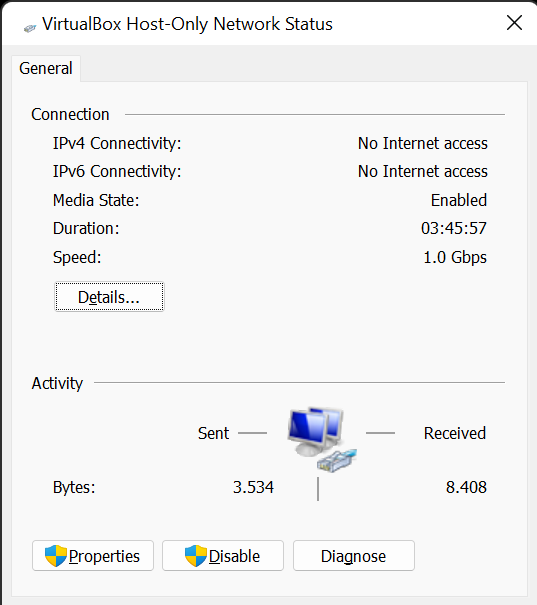 VirtualBox Host-Only Network Status
General
Connection
IPv4 Connectivity: No Internet access
IPv6 Connectivity: No Internet access
Media State: Enabled
Duration: 03:45:57
Speed: 1.0 Gbps
Details...
Activity
Sent Received
Bytes: 3.534 8.408
Properties Disable Diagnose